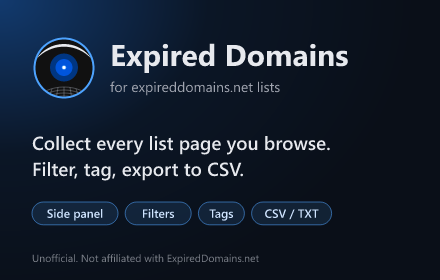 Expired Domains
for expireddomains.net lists
Collect every list page you browse.
Filter, tag, export to CSV.
Side panel
Filters
Tags
CSV / TXT
Unofficial. Not affiliated with ExpiredDomains.net